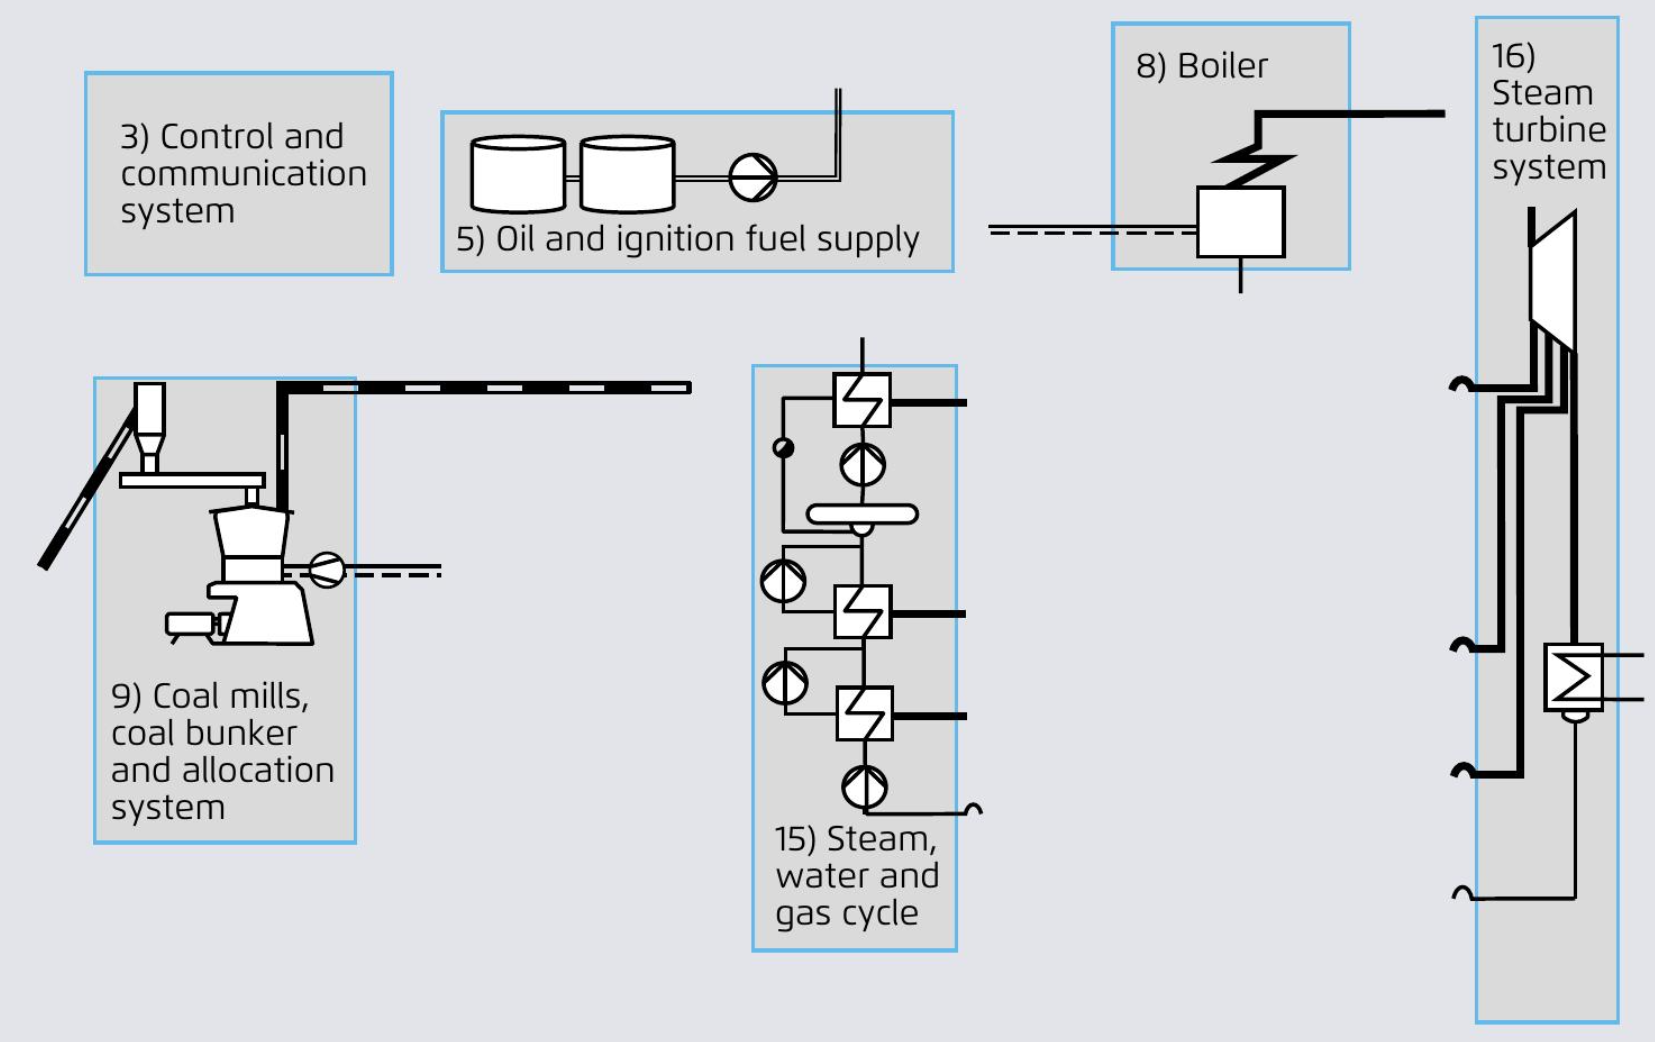 3) Control and
communication
system
5) Oil and ignition fuel supply
8) Boiler
16)
Steam
turbine
system
9) Coal mills,
coal bunker
and allocation
system
15) Steam,
water and
gas cycle